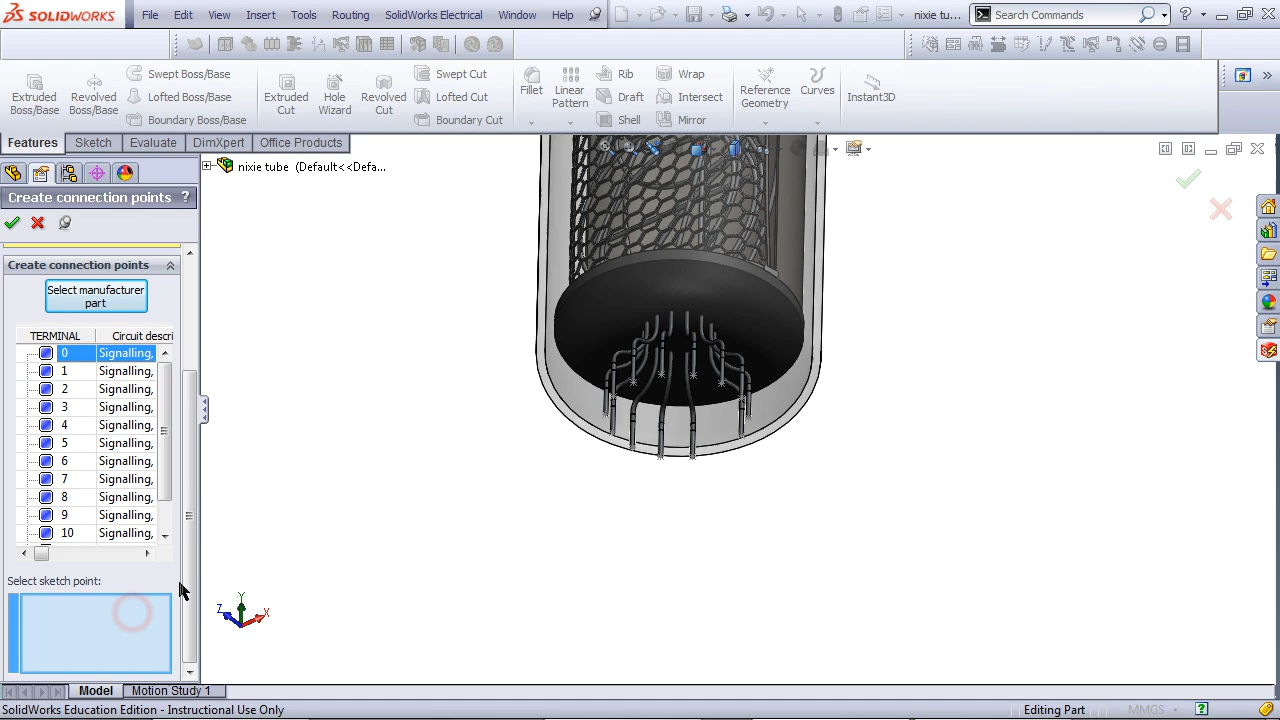 SOLIDWORKS File Edit View Insert Tools Routing SolidWorks Electrical Window Help nixie tu... Search Commands
Extruded Boss/Base Revolved Boss/Base Swept Boss/Base Lofted Boss/Base Boundary Boss/Base Extruded Cut Hole Wizard Revolved Cut Swept Cut Lofted Cut Boundary Cut Fillet Linear Pattern Rib Draft Shell Wrap Intersect Mirror Reference Geometry Curves Instant3D
Features Sketch Evaluate DimXpert Office Products
nixie tube (Default<<Defa...
Create connection points ?
Create connection points
Select manufacturer
part
TERMINAL Circuit descri
0 Signalling,
1 Signalling,
2 Signalling,
3 Signalling,
4 Signalling,
5 Signalling,
6 Signalling,
7 Signalling,
8 Signalling,
9 Signalling,
10 Signalling,
Select sketch point:
Z Y X
Model Motion Study 1
SolidWorks Education Edition - Instructional Use Only Editing Part MMGS